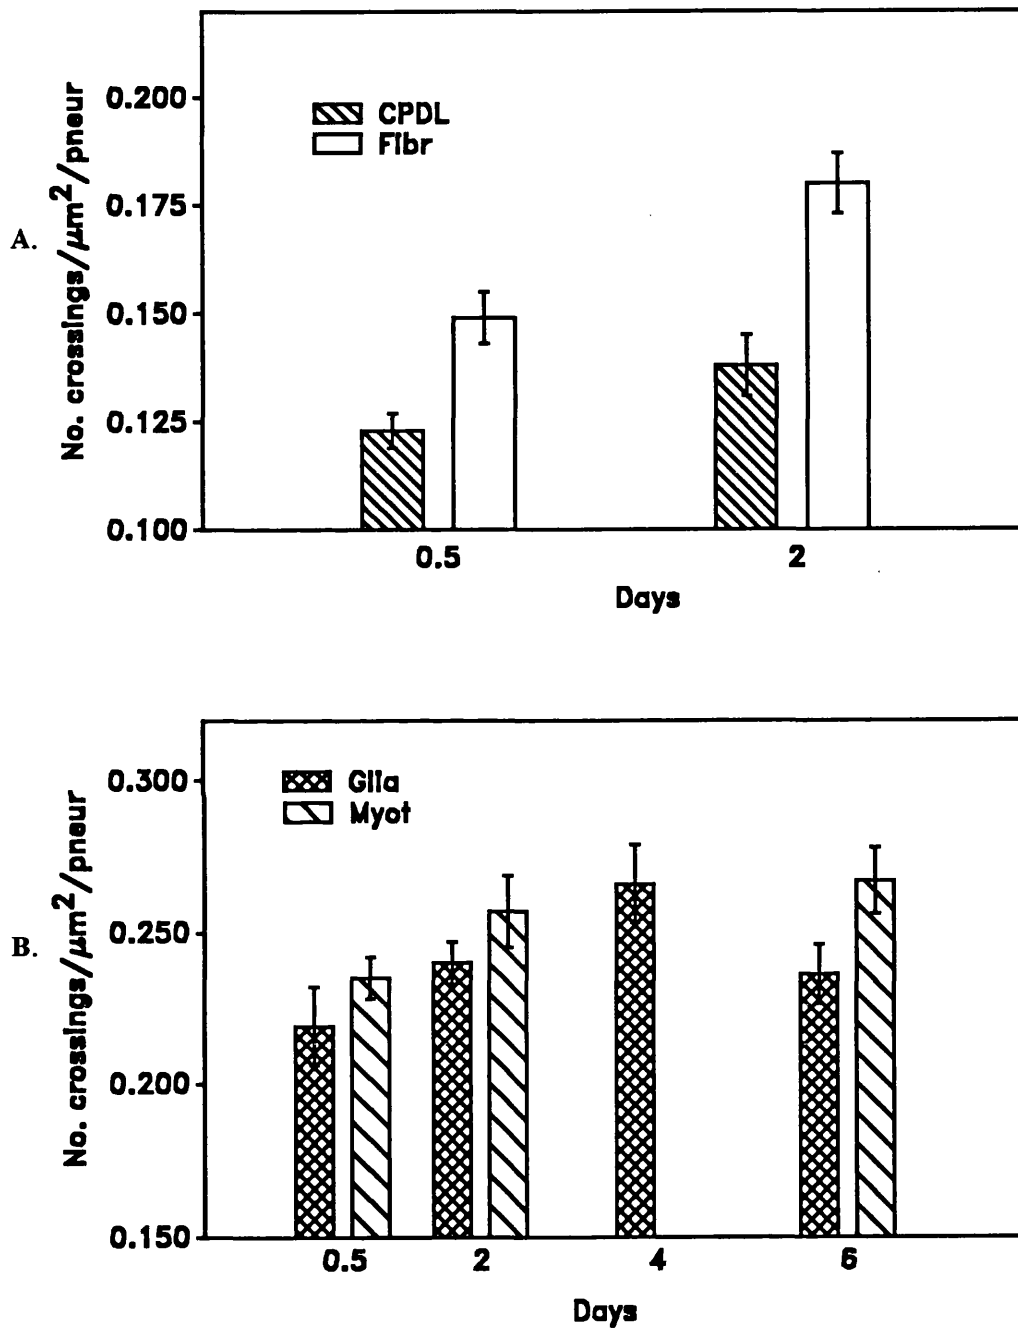 A.
No. crossings/μm²/pneur
0.200
0.175
0.150
0.125
0.100
CPDL
Fibr
0.5 2
Days
B.
No. crossings/μm²/pneur
0.300
0.250
0.200
0.150
Glia
Myot
0.5 2 4 6
Days